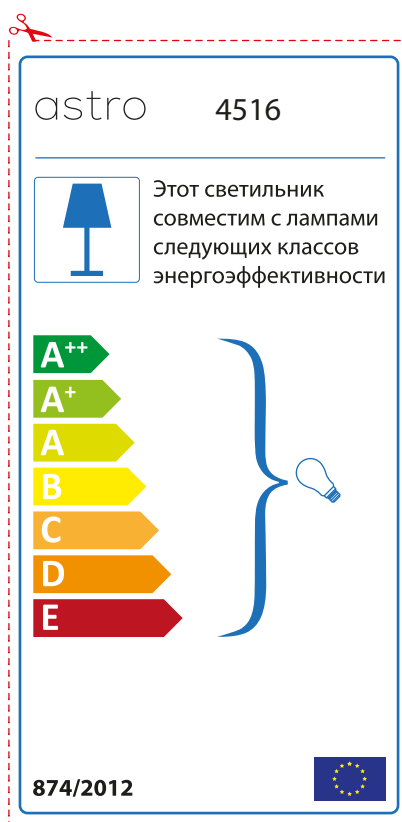 astro 4516
Этот светильник
совместим с лампами
следующих классов
энергоэффективности
A++
A+
A
B
C
D
E
874/2012